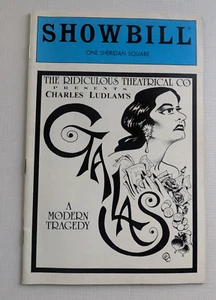 SHOWBILL
ONE SHERIDAN SQUARE
THE RIDICULOUS THEATRICAL CO
PRESENTS
CHARLES LUDLAM'S
GALAS
A
MODERN
TRAGEDY